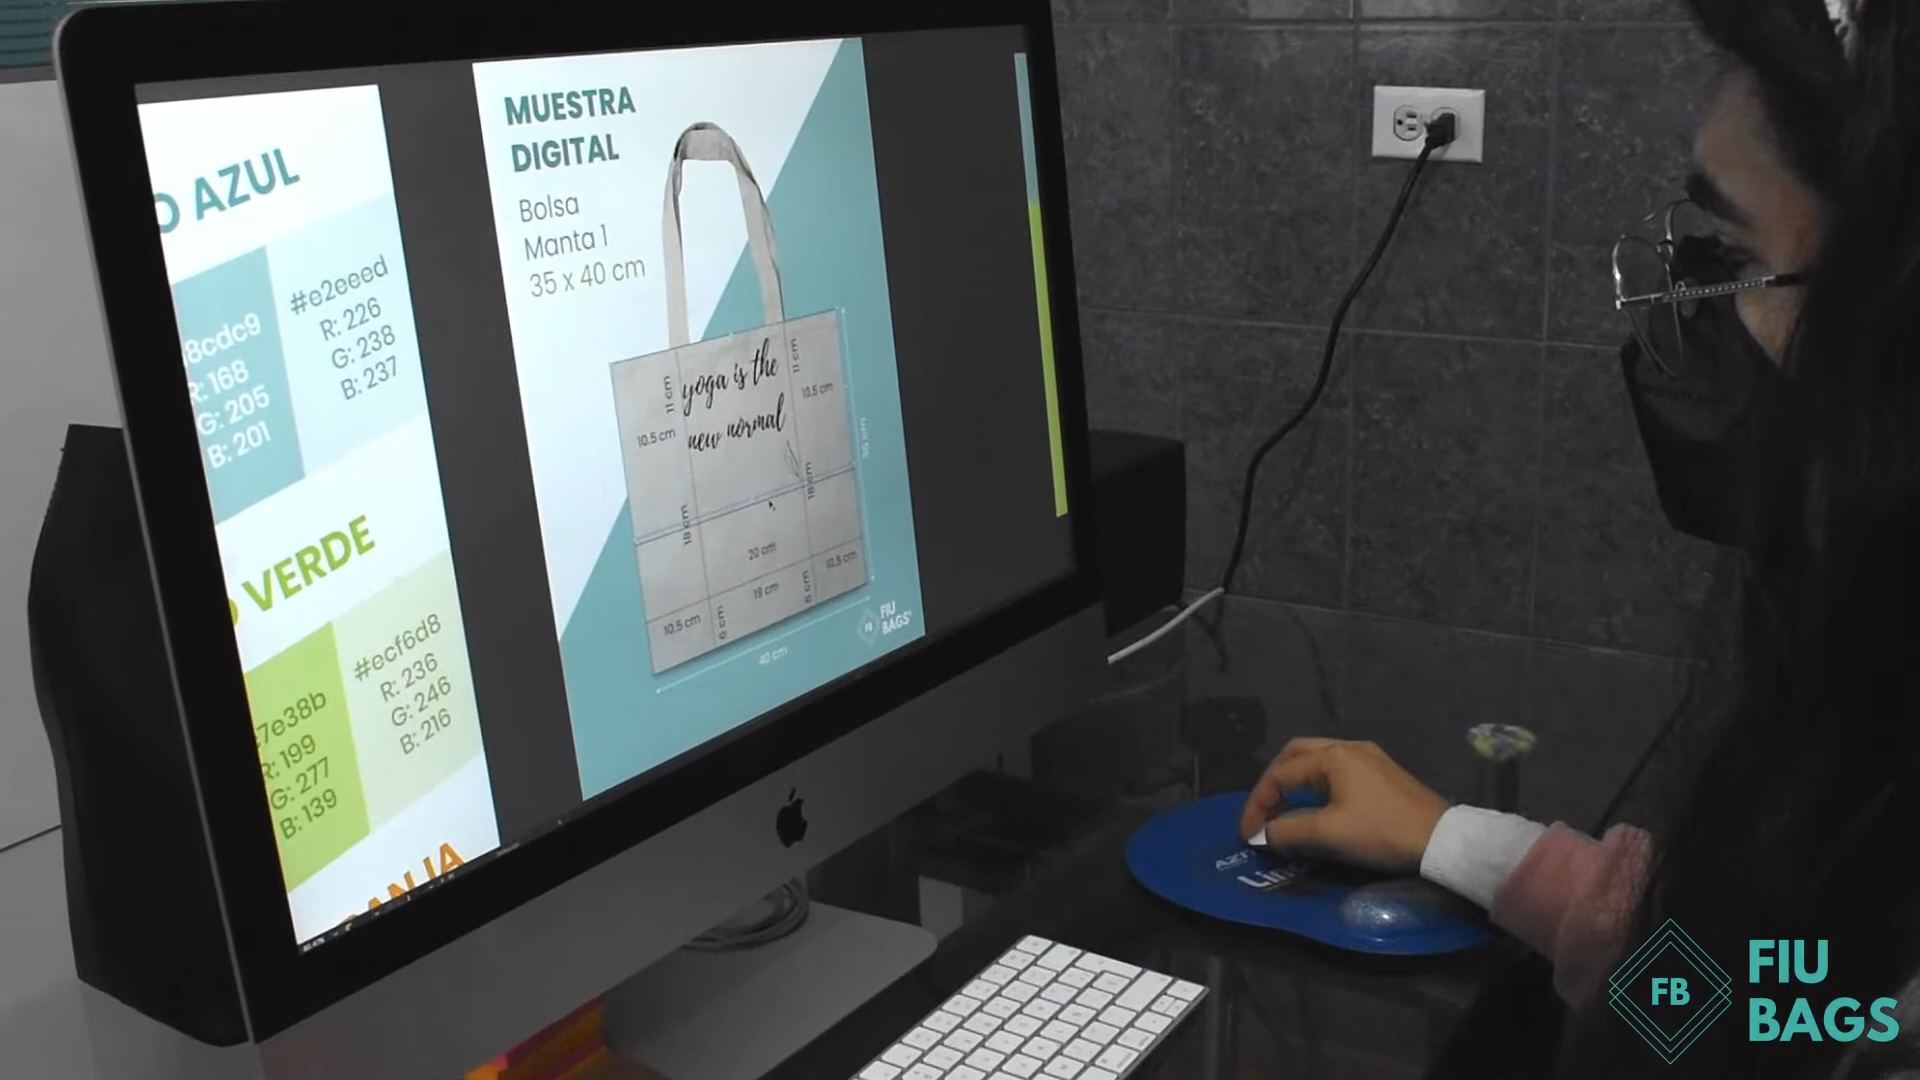 O AZUL
8cdc9
R: 168
G: 205
B: 201
#e2eeed
R: 226
G: 238
B: 237
VERDE
7e38b
R: 199
G: 277
B: 139
#ecf6d8
R: 236
G: 246
B: 216
ANJA
MUESTRA
DIGITAL
Bolsa
Manta 1
35 x 40 cm
yoga is the
new normal
11 cm
11 cm
10.5 cm
10.5 cm
18 cm
18 cm
20 cm
19 cm
10.5 cm
10.5 cm
6 cm
6 cm
40 cm
FB
FIU
BAGS
FB
FIU
BAGS